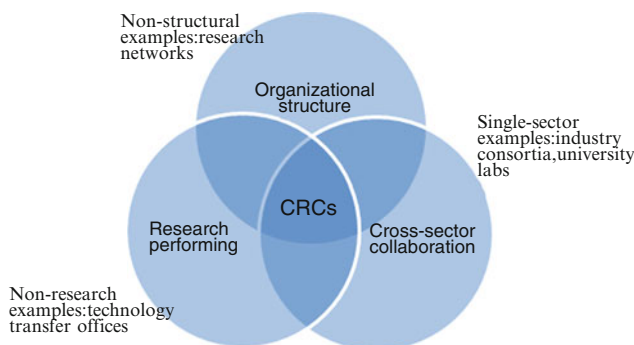 Non-structural
examples:research
networks
Organizational
structure
Single-sector
examples:industry
consortia,university
labs
CRCs
Research
performing
Cross-sector
collaboration
Non-research
examples:technology
transfer offices